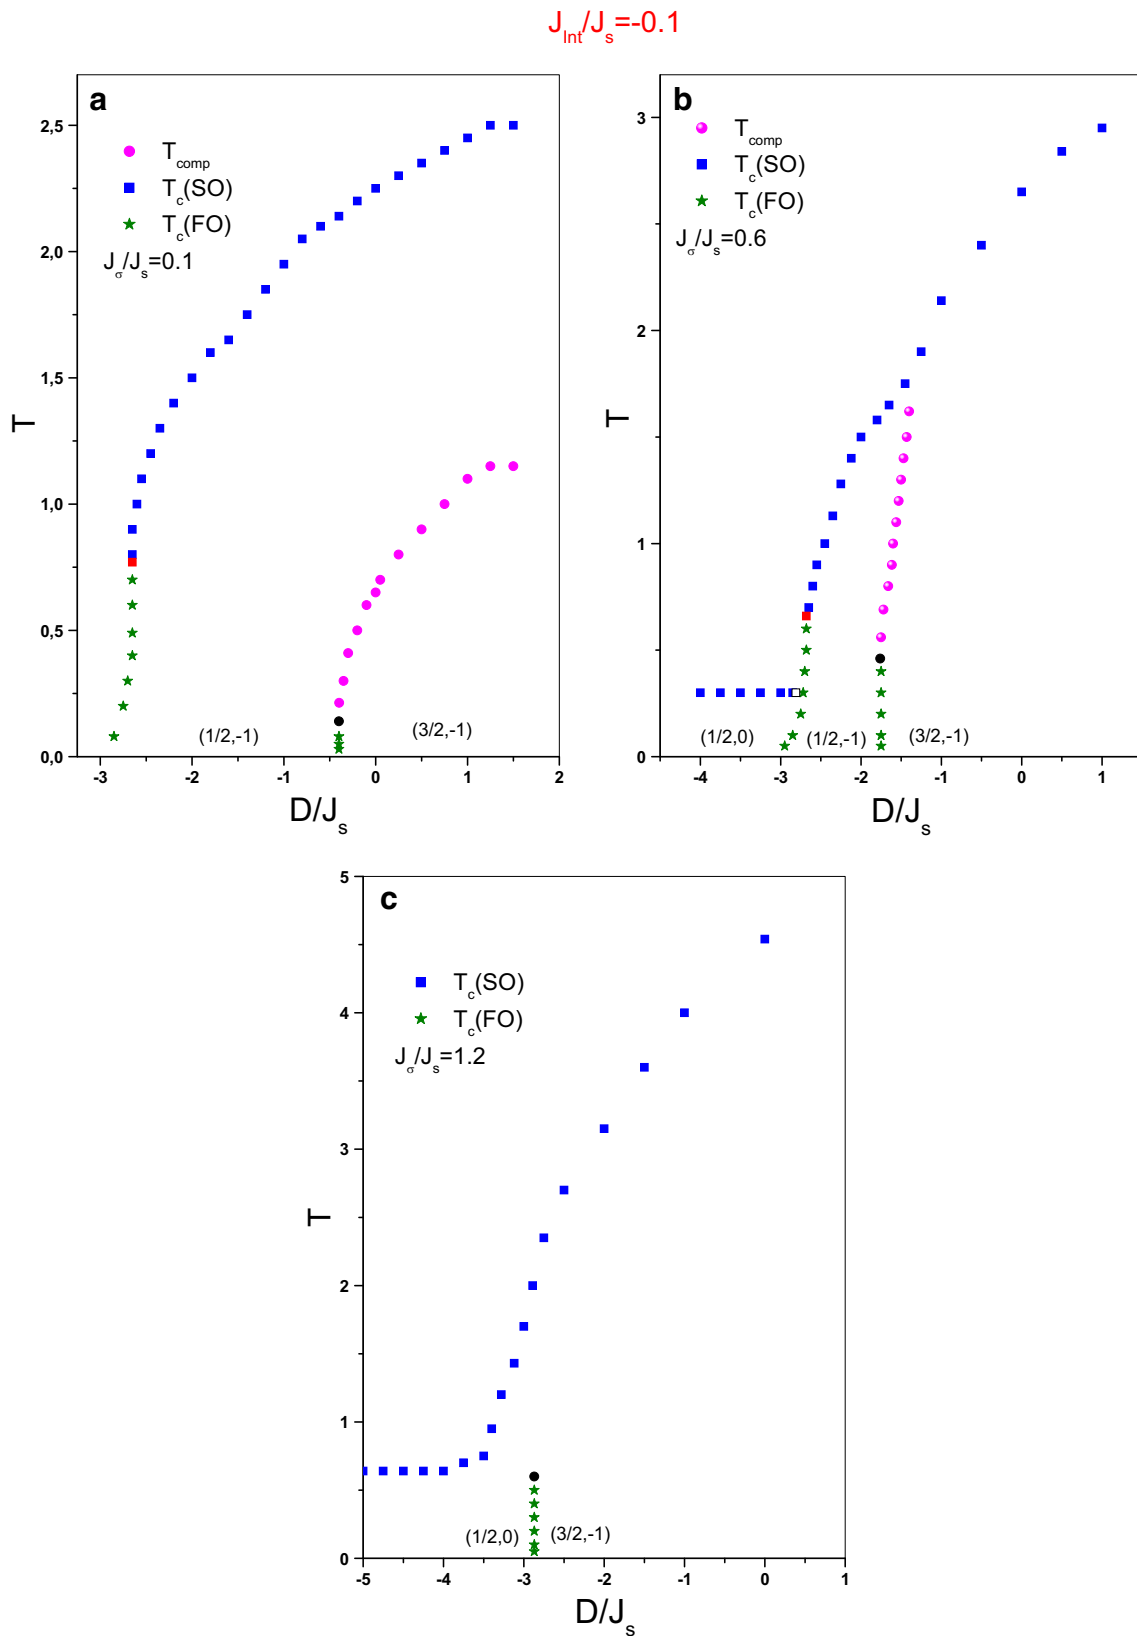 J_Int/J_s=-0.1
a
T_comp
T_c(SO)
T_c(FO)
J_σ/J_s=0.1
2,5
2,0
1,5
1,0
0,5
0,0
T
(1/2,-1)
(3/2,-1)
-3 -2 -1 0 1 2
D/J_s
b
T_comp
T_c(SO)
T_c(FO)
J_σ/J_s=0.6
3
2
1
0
T
(1/2,0)
(1/2,-1)
(3/2,-1)
-4 -3 -2 -1 0 1
D/J_s
c
T_c(SO)
T_c(FO)
J_σ/J_s=1.2
5
4
3
2
1
0
T
(1/2,0)
(3/2,-1)
-5 -4 -3 -2 -1 0 1
D/J_s